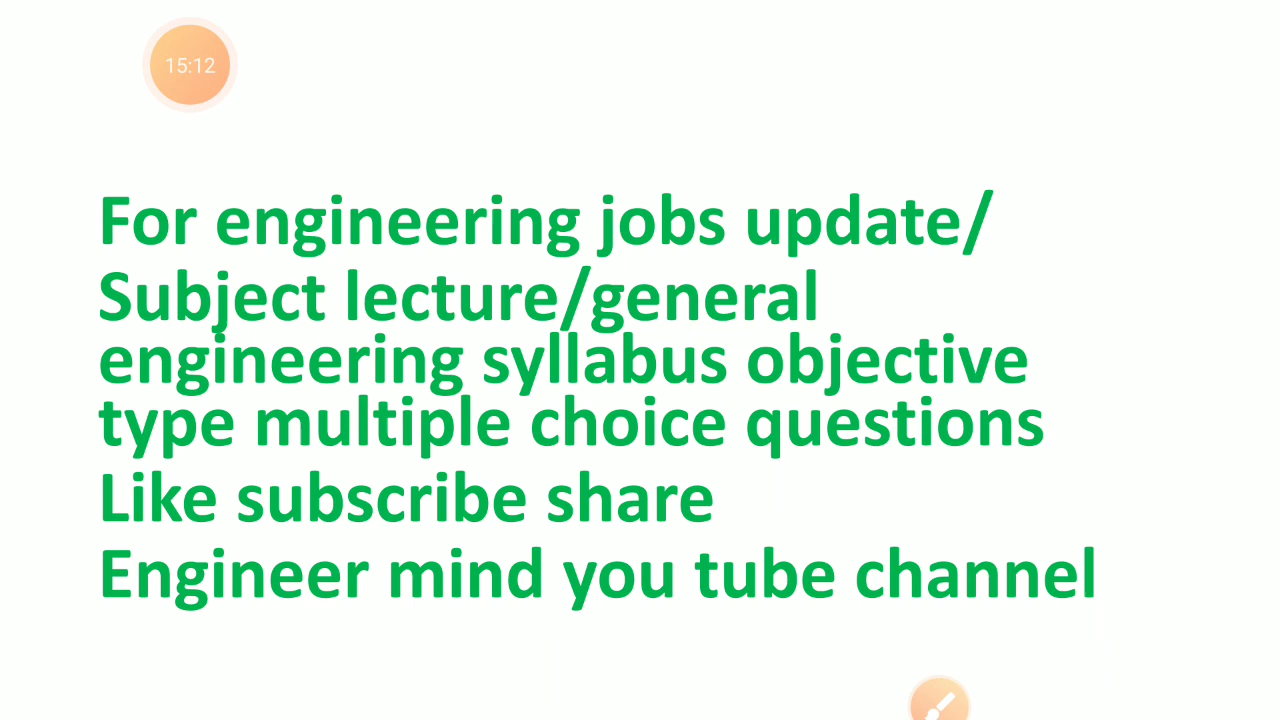 15:12
For engineering jobs update/
Subject lecture/general
engineering syllabus objective
type multiple choice questions
Like subscribe share
Engineer mind you tube channel